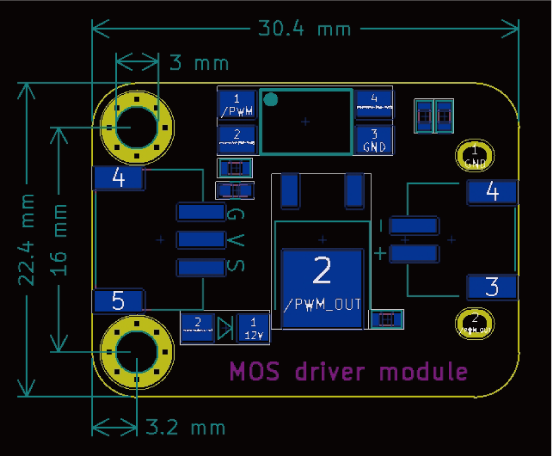 30.4 mm
3 mm
1
/PWM
4
2
3
GND
1
GND
4
4
G
V
S
-
+
22.4 mm
16 mm
2
/PWM_OUT
5
3
2
1
12V
2
MOS driver module
3.2 mm